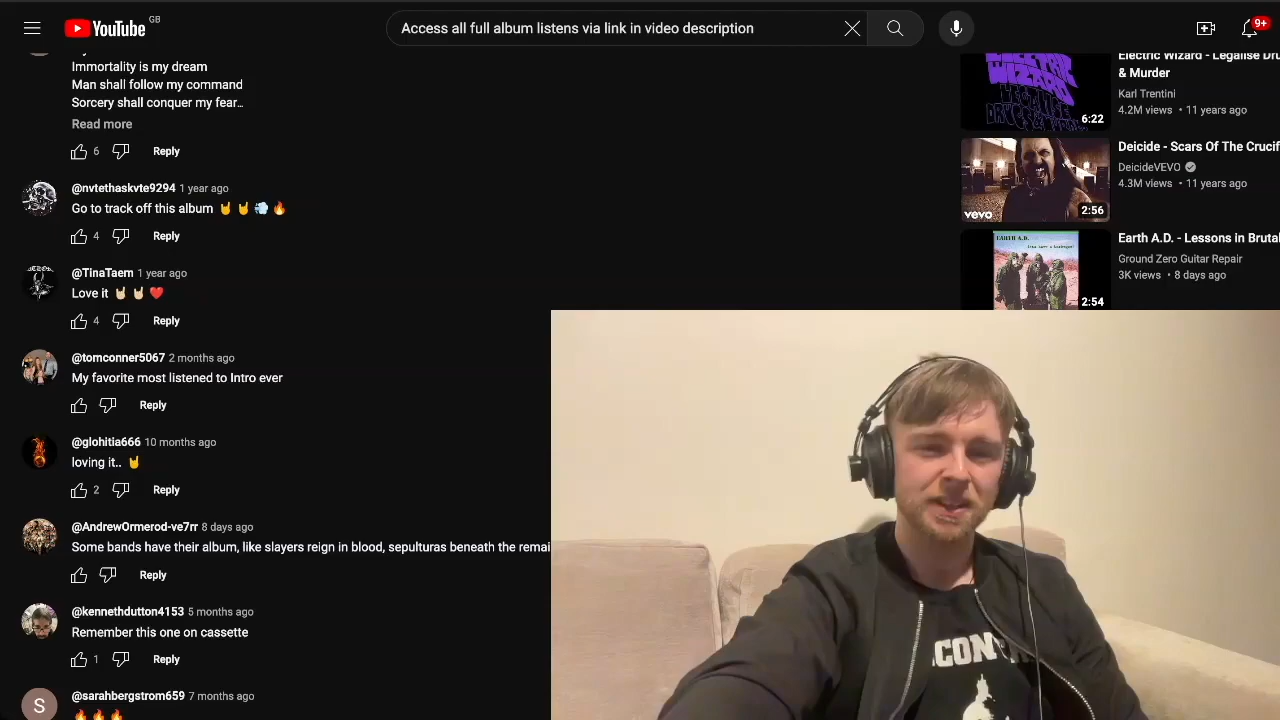 YouTube GB
Access all full album listens via link in video description
9+
Immortality is my dream
Man shall follow my command
Sorcery shall conquer my fear…
Read more
6 Reply
@nvtethaskvte9294 1 year ago
Go to track off this album 🤘 🤘 💨 🔥
4 Reply
@TinaTaem 1 year ago
Love it 🤘🏻 🤘🏻 ❤️
4 Reply
@tomconner5067 2 months ago
My favorite most listened to Intro ever
Reply
@glohitia666 10 months ago
loving it.. 🤘
2 Reply
@AndrewOrmerod-ve7rr 8 days ago
Some bands have their album, like slayers reign in blood, sepulturas beneath the remai
Reply
@kennethdutton4153 5 months ago
Remember this one on cassette
1 Reply
S
@sarahbergstrom659 7 months ago
🔥🔥🔥
ELECTRIC
WIZARD
LEGALISE
6:22
Electric Wizard - Legalise Dru
& Murder
Karl Trentini
4.2M views • 11 years ago
vevo
2:56
Deicide - Scars Of The Crucif
DeicideVEVO
4.3M views • 11 years ago
EARTH A.D.
2:54
Earth A.D. - Lessons in Brutal
Ground Zero Guitar Repair
3K views • 8 days ago